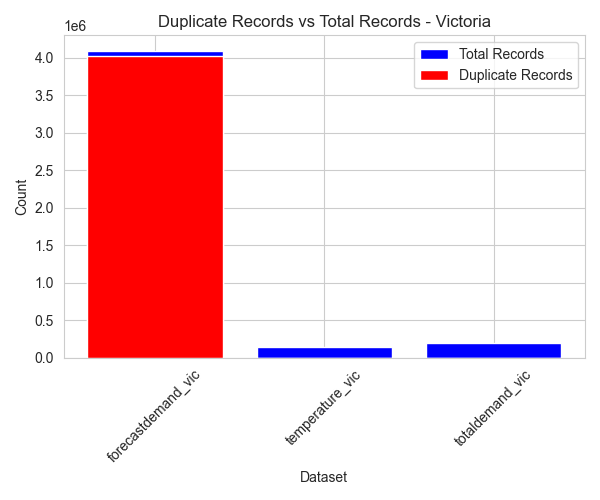 Duplicate Records vs Total Records - Victoria
1e6
Total Records
Duplicate Records
4.0
3.5
3.0
2.5
2.0
1.5
1.0
0.5
0.0
Count
forecastdemand_vic
temperature_vic
totaldemand_vic
Dataset